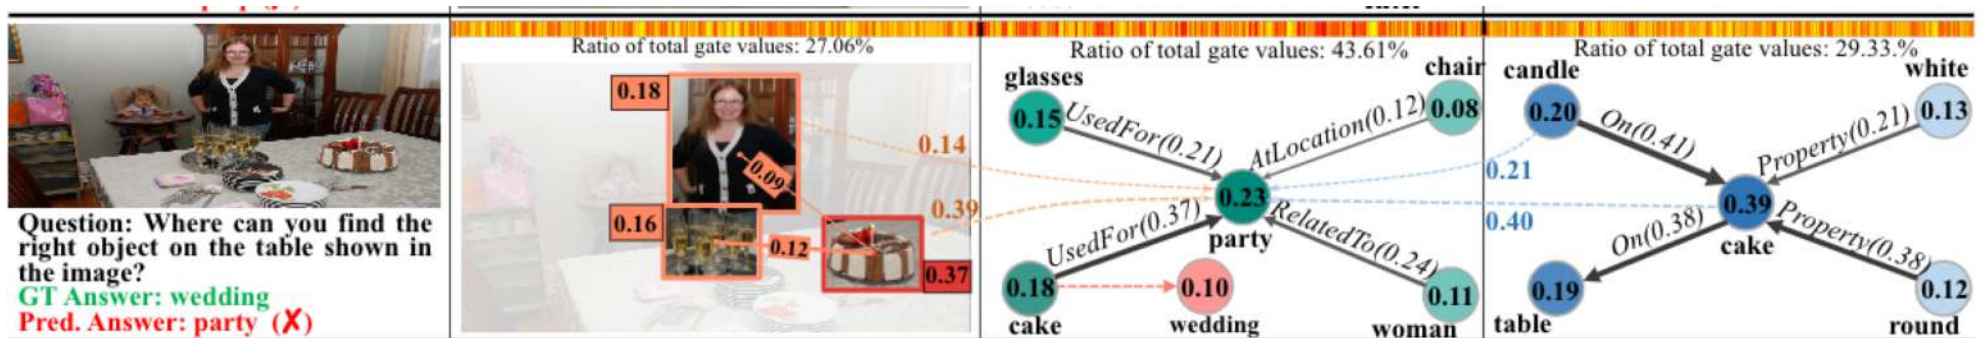 Question: Where can you find the
right object on the table shown in
the image?
GT Answer: wedding
Pred. Answer: party (✗)
Ratio of total gate values: 27.06%
0.18
0.09
0.16
0.12
0.37
0.14
0.39
Ratio of total gate values: 43.61%
glasses
chair
0.15
UsedFor(0.21)
AtLocation(0.12)
0.08
0.23
party
UsedFor(0.37)
RelatedTo(0.24)
0.18
cake
0.10
wedding
0.11
woman
0.21
0.40
Ratio of total gate values: 29.33.%
candle
white
0.20
On(0.41)
Property(0.21)
0.13
0.39
cake
On(0.38)
Property(0.38)
0.19
table
0.12
round